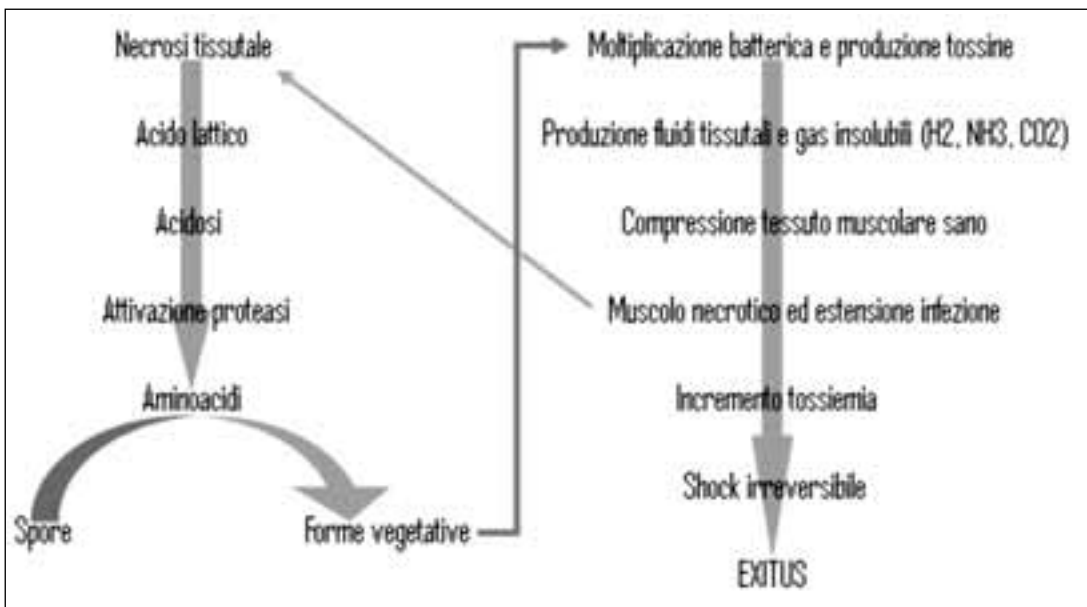 Necrosi tissutale
Acido lattico
Acidosi
Attivazione proteasi
Aminoacidi
Spore
Forme vegetative
Moltiplicazione batterica e produzione tossine
Produzione fluidi tissutali e gas insolubili (H2, NH3, CO2)
Compressione tessuto muscolare sano
Muscolo necrotico ed estensione infezione
Incremento tossiemia
Shock irreversibile
EXITUS